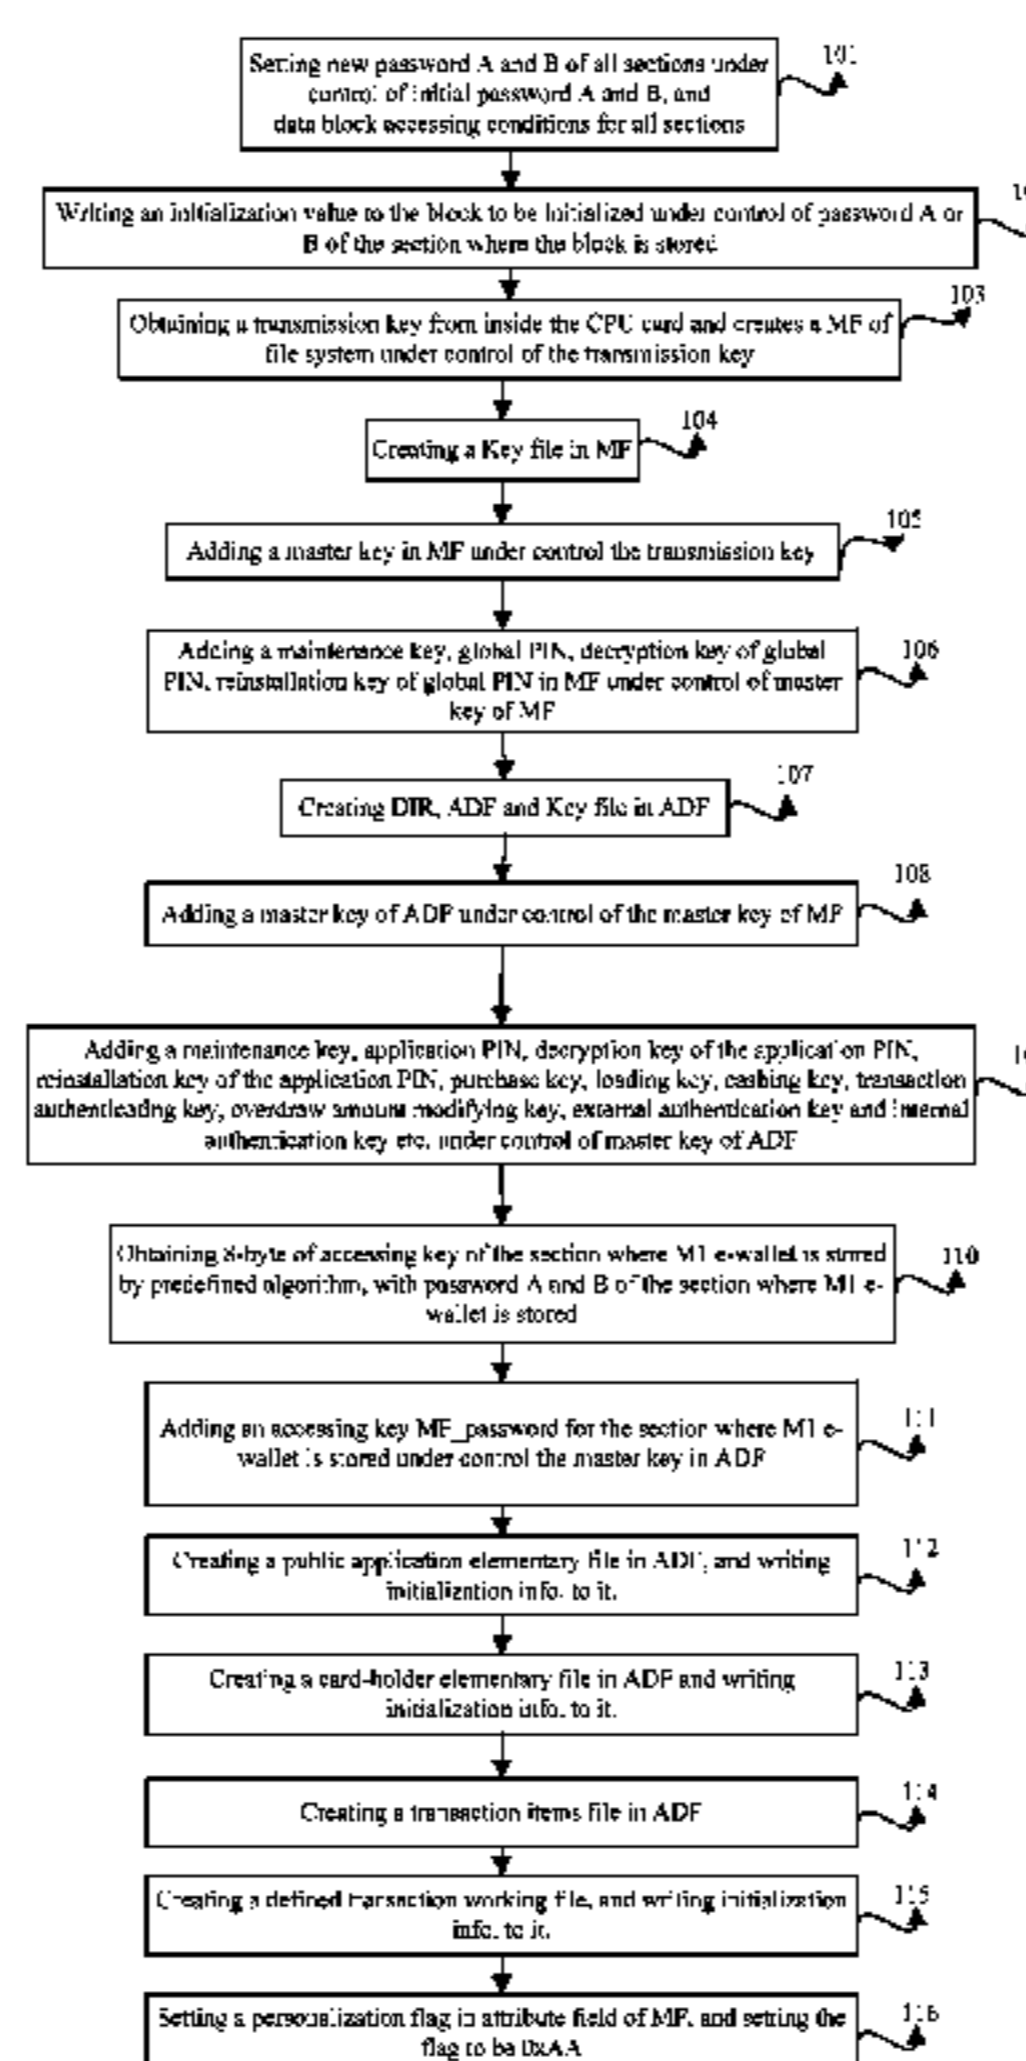 Setting new password A and B of all sections under
control of initial password A and B, and
data block accessing conditions for all sections
101
Writing an initialization value to the block to be initialized under control of password A or
B of the section where the block is stored
Obtaining a transmission key from inside the CPU card and creates a MF of
file system under control of the transmission key
103
Creating a Key file in MF
104
Adding a master key in MF under control the transmission key
105
Adding a maintenance key, global PIN, decryption key of global
PIN, reinstallation key of global PIN in MF under control of master
key of MF
106
Creating DIR, ADF and Key file in ADF
107
Adding a master key of ADF under control of the master key of MF
108
Adding a maintenance key, application PIN, decryption key of the application PIN,
reinstallation key of the application PIN, purchase key, loading key, cashing key, transaction
authenticating key, overdraw amount modifying key, external authentication key and internal
authentication key etc. under control of master key of ADF
Obtaining 8-byte of accessing key of the section where M1 e-wallet is stored
by predefined algorithm, with password A and B of the section where M1 e-
wallet is stored
110
Adding an accessing key MF_password for the section where M1 e-
wallet is stored under control the master key in ADF
111
Creating a public application elementary file in ADF, and writing
initialization info. to it.
112
Creating a card-holder elementary file in ADF and writing
initialization info. to it.
113
Creating a transaction items file in ADF
114
Creating a defined transaction working file, and writing initialization
info. to it.
115
Setting a personalization flag in attribute field of MF, and setting the
flag to be 0xAA
116